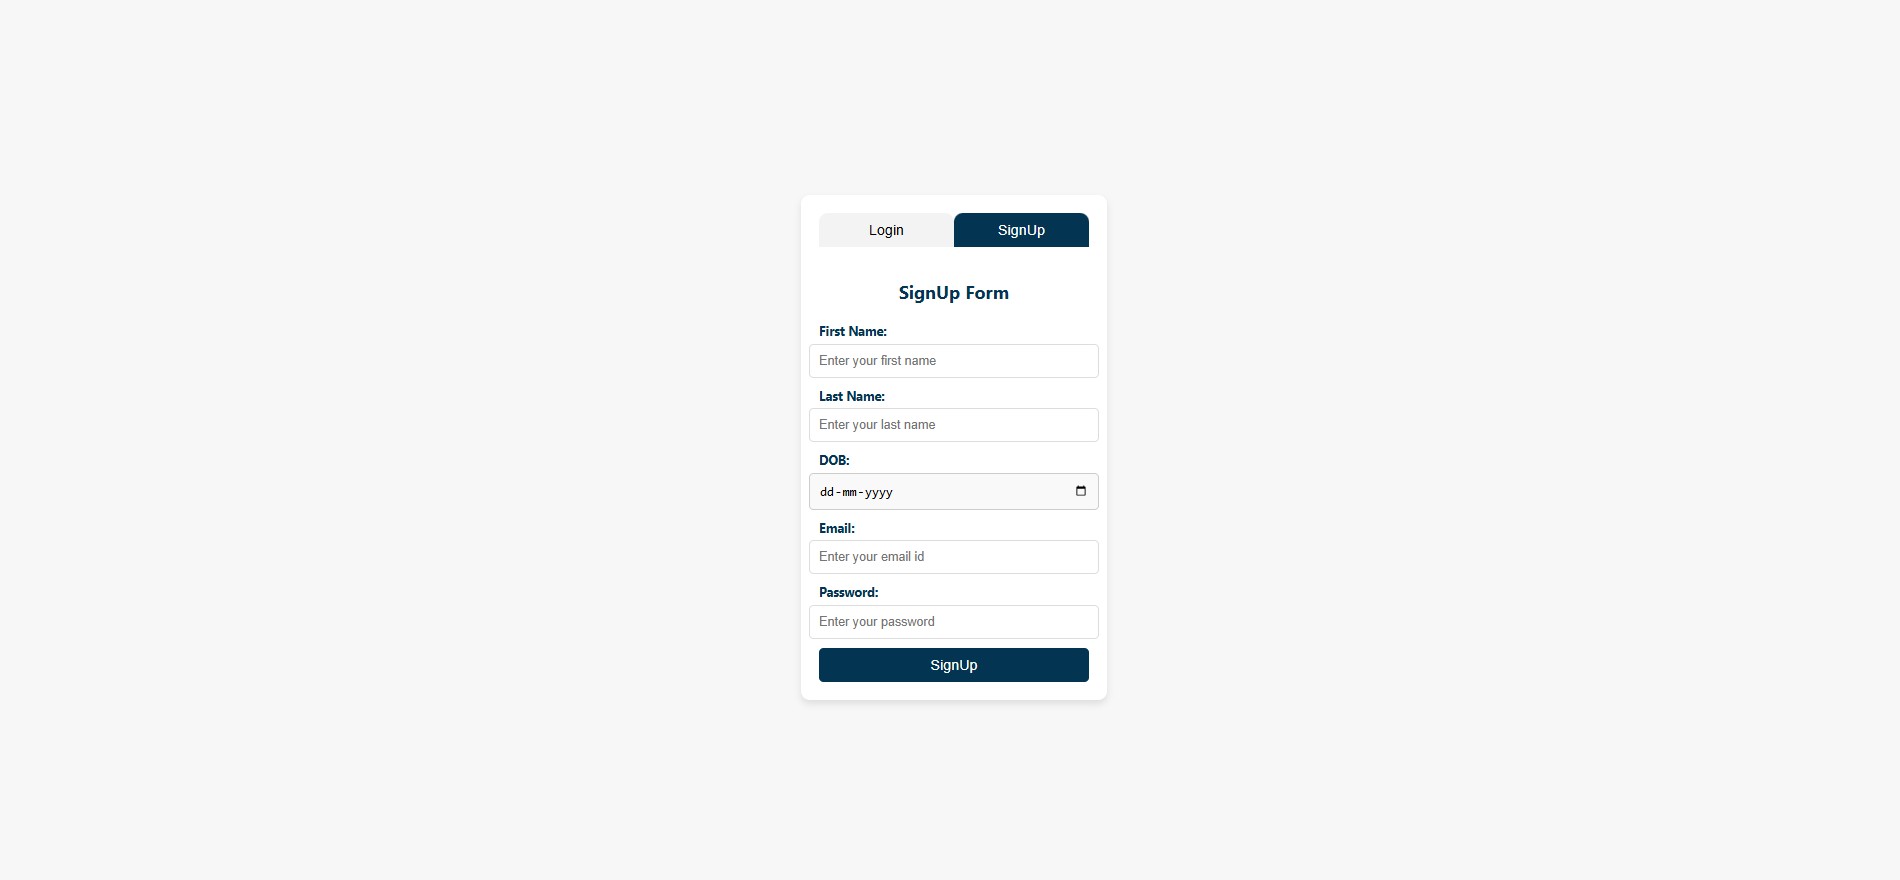 Login SignUp
SignUp Form
First Name:
Enter your first name
Last Name:
Enter your last name
DOB:
dd-mm-yyyy
Email:
Enter your email id
Password:
Enter your password
SignUp